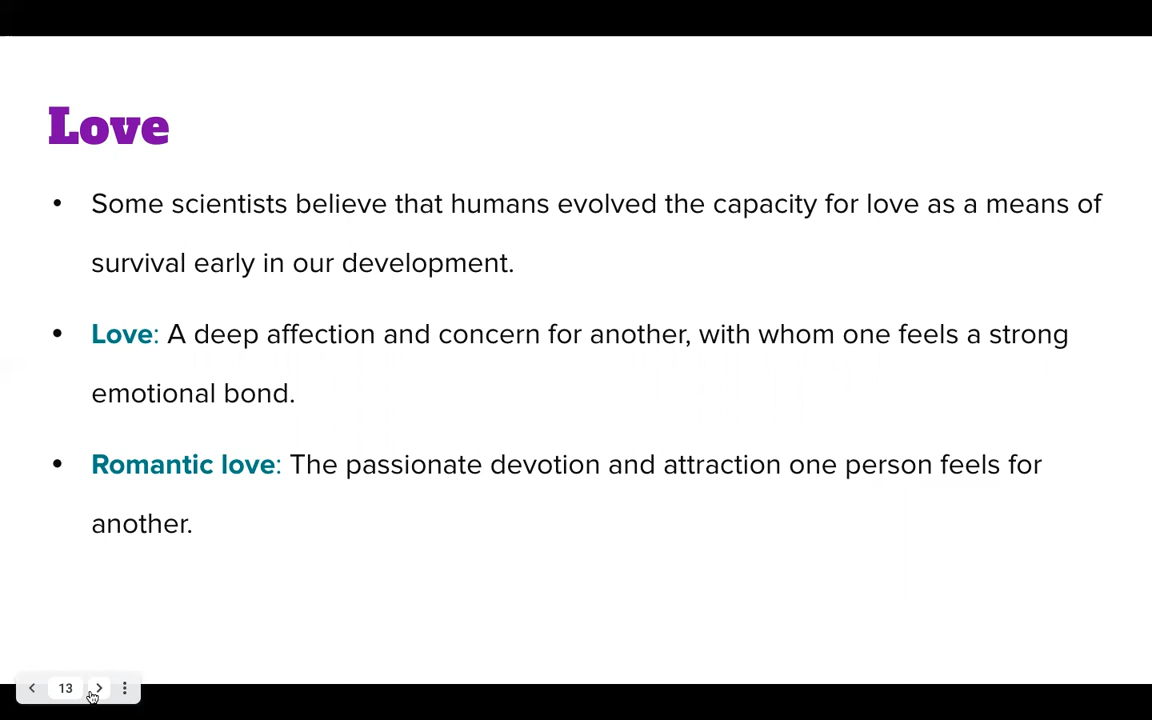 Love
• Some scientists believe that humans evolved the capacity for love as a means of
survival early in our development.
• Love: A deep affection and concern for another, with whom one feels a strong
emotional bond.
• Romantic love: The passionate devotion and attraction one person feels for
another.
13